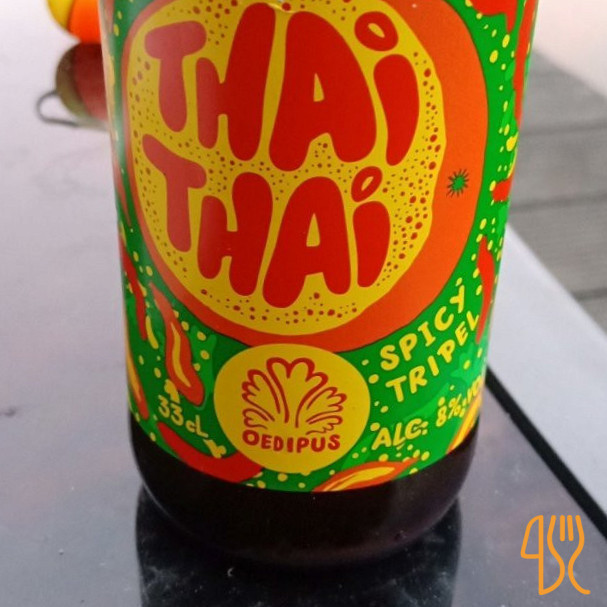 THAi
THAi
SPICY
TRIPEL
33cL
OEDIPUS
ALC. 8%